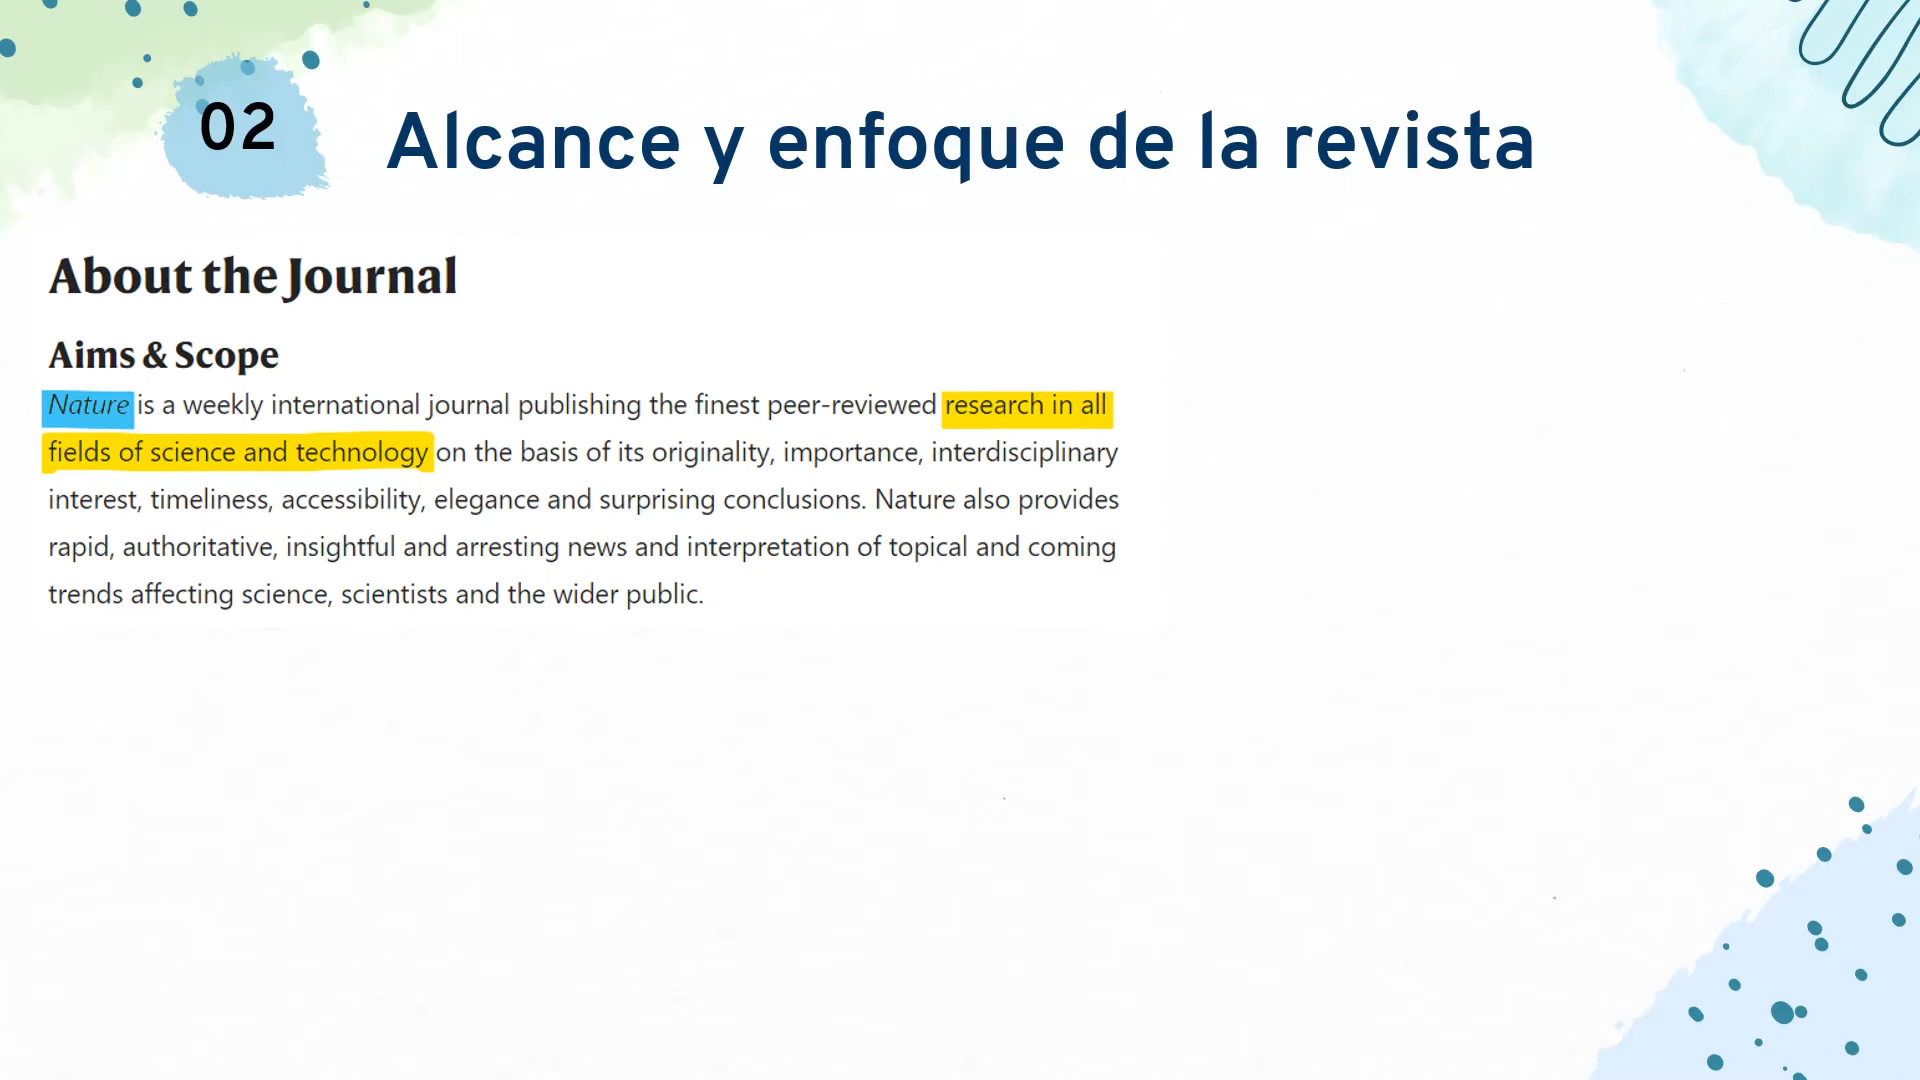 02
Alcance y enfoque de la revista
About the Journal
Aims & Scope
Nature is a weekly international journal publishing the finest peer-reviewed research in all
fields of science and technology on the basis of its originality, importance, interdisciplinary
interest, timeliness, accessibility, elegance and surprising conclusions. Nature also provides
rapid, authoritative, insightful and arresting news and interpretation of topical and coming
trends affecting science, scientists and the wider public.